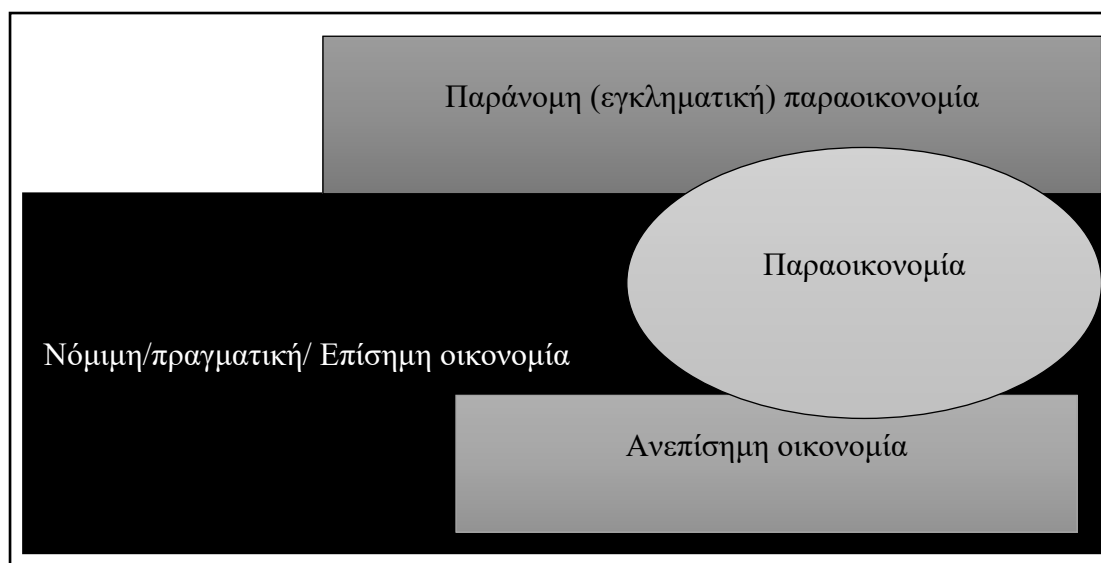 Παράνομη (εγκληματική) παραοικονομία
Παραοικονομία
Νόμιμη/πραγματική/ Επίσημη οικονομία
Ανεπίσημη οικονομία